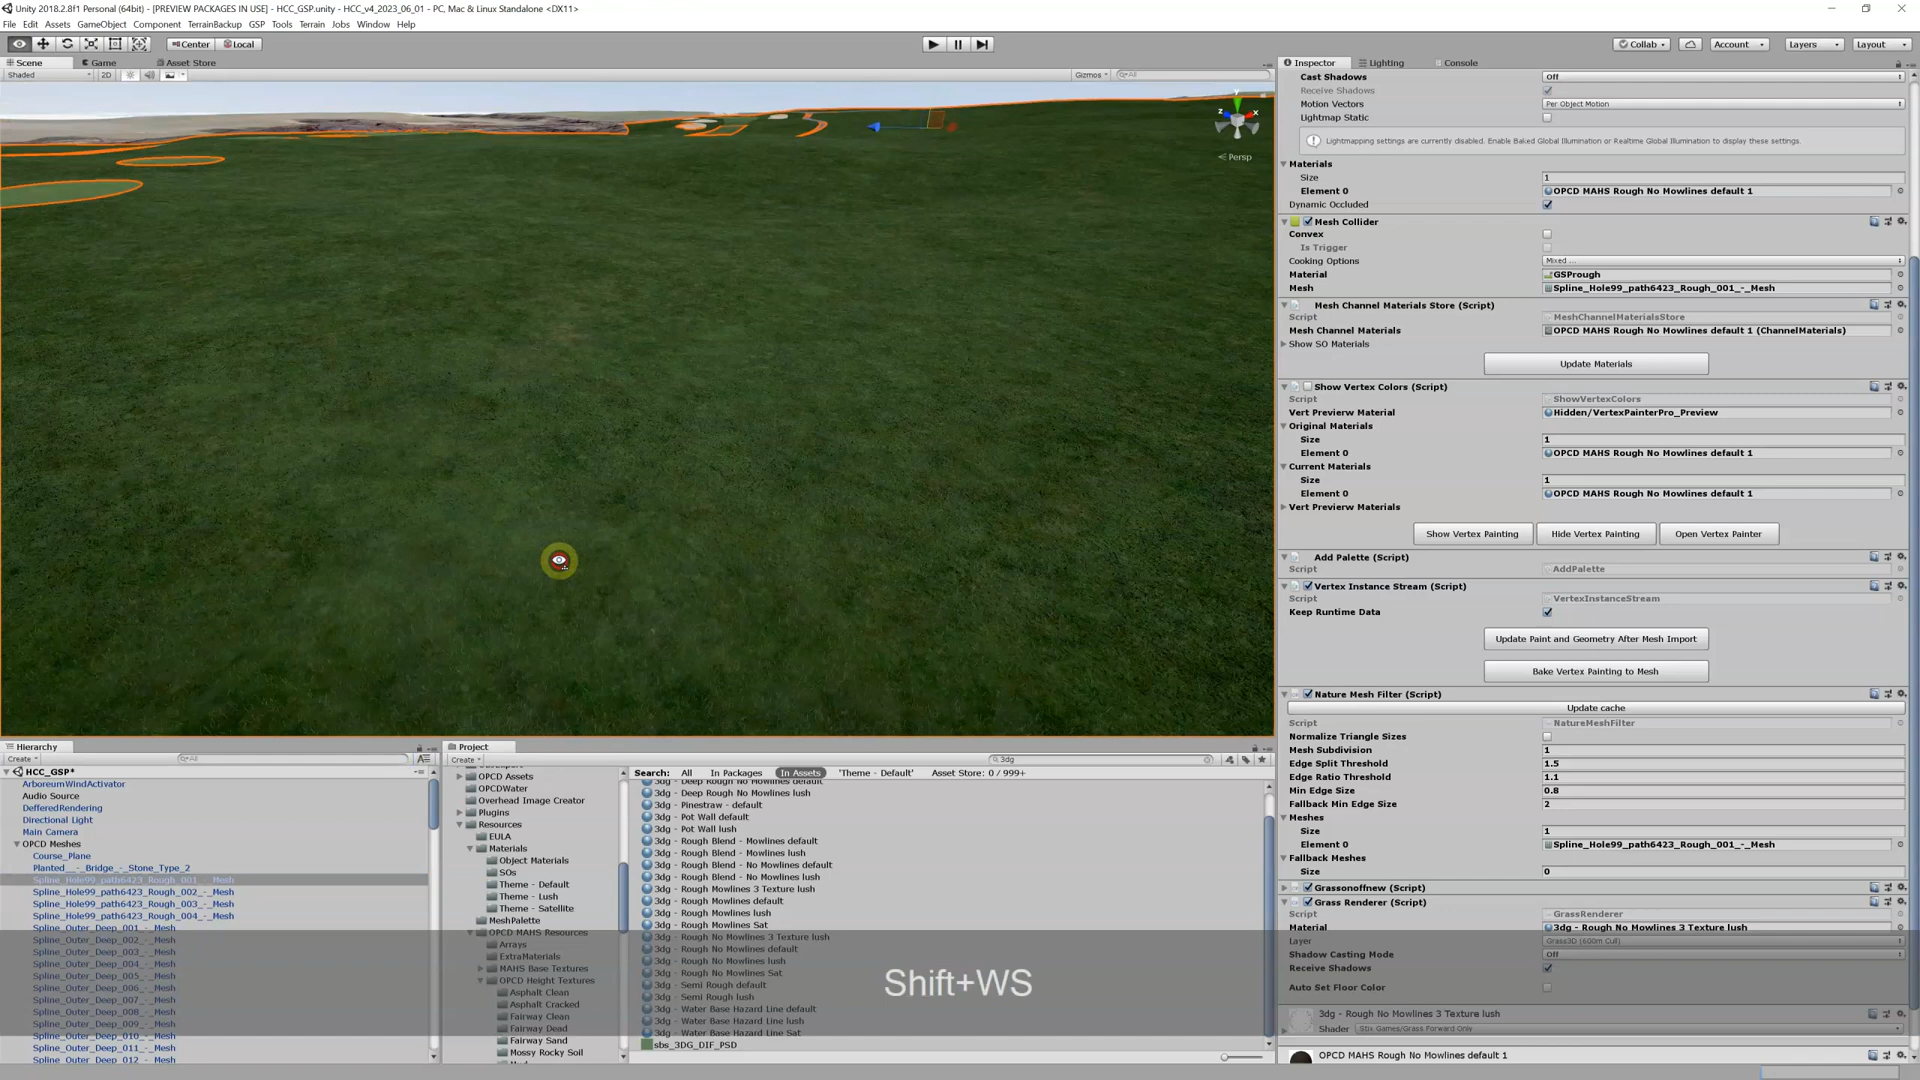 Unity 2018.2.8f1 Personal (64bit) - [PREVIEW PACKAGES IN USE] - HCC_GSP.unity - HCC_v4_2023_06_01 - PC, Mac & Linux Standalone <DX11>
File Edit Assets GameObject Component TerrainBackup GSP Tools Terrain Jobs Window Help
Center Local Collab Account Layers Layout
Scene Game Asset Store
Shaded 2D Gizmos All
Persp
Inspector Lighting Console
Cast Shadows Off
Receive Shadows
Motion Vectors Per Object Motion
Lightmap Static
Lightmapping settings are currently disabled. Enable Baked Global Illumination or Realtime Global Illumination to display these settings.
Materials
Size 1
Element 0 OPCD MAHS Rough No Mowlines default 1
Dynamic Occluded
Mesh Collider
Convex
Is Trigger
Cooking Options Mixed ...
Material GSPrough
Mesh Spline_Hole99_path6423_Rough_001_-_Mesh
Mesh Channel Materials Store (Script)
Script MeshChannelMaterialsStore
Mesh Channel Materials OPCD MAHS Rough No Mowlines default 1 (ChannelMaterials)
Show SO Materials
Update Materials
Show Vertex Colors (Script)
Script ShowVertexColors
Vert Previerw Material Hidden/VertexPainterPro_Preview
Original Materials
Size 1
Element 0 OPCD MAHS Rough No Mowlines default 1
Current Materials
Size 1
Element 0 OPCD MAHS Rough No Mowlines default 1
Vert Previerw Materials
Show Vertex Painting Hide Vertex Painting Open Vertex Painter
Add Palette (Script)
Script AddPalette
Vertex Instance Stream (Script)
Script VertexInstanceStream
Keep Runtime Data
Update Paint and Geometry After Mesh Import
Bake Vertex Painting to Mesh
Nature Mesh Filter (Script)
Update cache
Script NatureMeshFilter
Normalize Triangle Sizes
Mesh Subdivision 1
Edge Split Threshold 1.5
Edge Ratio Threshold 1.1
Min Edge Size 0.8
Fallback Min Edge Size 2
Meshes
Size 1
Element 0 Spline_Hole99_path6423_Rough_001_-_Mesh
Fallback Meshes
Size 0
Grassonoffnew (Script)
Grass Renderer (Script)
Script GrassRenderer
Material 3dg - Rough No Mowlines 3 Texture lush
Layer Grass3D (600m Cull)
Shadow Casting Mode Off
Receive Shadows
Auto Set Floor Color
3dg - Rough No Mowlines 3 Texture lush
Shader Stix Games/Grass Forward Only
OPCD MAHS Rough No Mowlines default 1
Hierarchy
Create All
HCC_GSP*
ArboreumWindActivator
Audio Source
DefferedRendering
Directional Light
Main Camera
OPCD Meshes
Course_Plane
Planted__-_Bridge_-_Stone_Type_2
Spline_Hole99_path6423_Rough_001_-_Mesh
Spline_Hole99_path6423_Rough_002_-_Mesh
Spline_Hole99_path6423_Rough_003_-_Mesh
Spline_Hole99_path6423_Rough_004_-_Mesh
Spline_Outer_Deep_001_-_Mesh
Spline_Outer_Deep_002_-_Mesh
Spline_Outer_Deep_003_-_Mesh
Spline_Outer_Deep_004_-_Mesh
Spline_Outer_Deep_005_-_Mesh
Spline_Outer_Deep_006_-_Mesh
Spline_Outer_Deep_007_-_Mesh
Spline_Outer_Deep_008_-_Mesh
Spline_Outer_Deep_009_-_Mesh
Spline_Outer_Deep_010_-_Mesh
Spline_Outer_Deep_011_-_Mesh
Spline_Outer_Deep_012_-_Mesh
Project
Create 3dg
OPCD Assets
OPCDWater
Overhead Image Creator
Plugins
Resources
EULA
Materials
Object Materials
SOs
Theme - Default
Theme - Lush
Theme - Satellite
MeshPalette
OPCD MAHS Resources
Arrays
ExtraMaterials
MAHS Base Textures
OPCD Height Textures
Asphalt Clean
Asphalt Cracked
Fairway Clean
Fairway Dead
Fairway Sand
Mossy Rocky Soil
Search: All In Packages In Assets 'Theme - Default' Asset Store: 0 / 999+
3dg - Deep Rough No Mowlines default
3dg - Deep Rough No Mowlines lush
3dg - Pinestraw - default
3dg - Pot Wall default
3dg - Pot Wall lush
3dg - Rough Blend - Mowlines default
3dg - Rough Blend - Mowlines lush
3dg - Rough Blend - No Mowlines default
3dg - Rough Blend - No Mowlines lush
3dg - Rough Mowlines 3 Texture lush
3dg - Rough Mowlines default
3dg - Rough Mowlines lush
3dg - Rough Mowlines Sat
3dg - Rough No Mowlines 3 Texture lush
3dg - Rough No Mowlines default
3dg - Rough No Mowlines lush
3dg - Rough No Mowlines Sat
3dg - Semi Rough default
3dg - Semi Rough lush
3dg - Water Base Hazard Line default
3dg - Water Base Hazard Line lush
3dg - Water Base Hazard Line Sat
sbs_3DG_DIF_PSD
Shift+WS